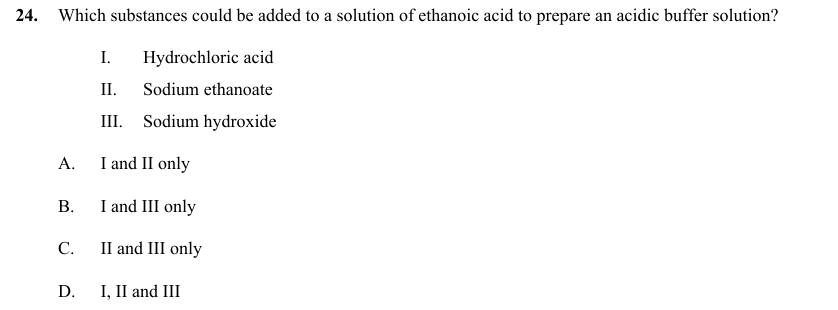 24. Which substances could be added to a solution of ethanoic acid to prepare an acidic buffer solution?
I. Hydrochloric acid
II. Sodium ethanoate
III. Sodium hydroxide
A. I and II only
B. I and III only
C. II and III only
D. I, II and III